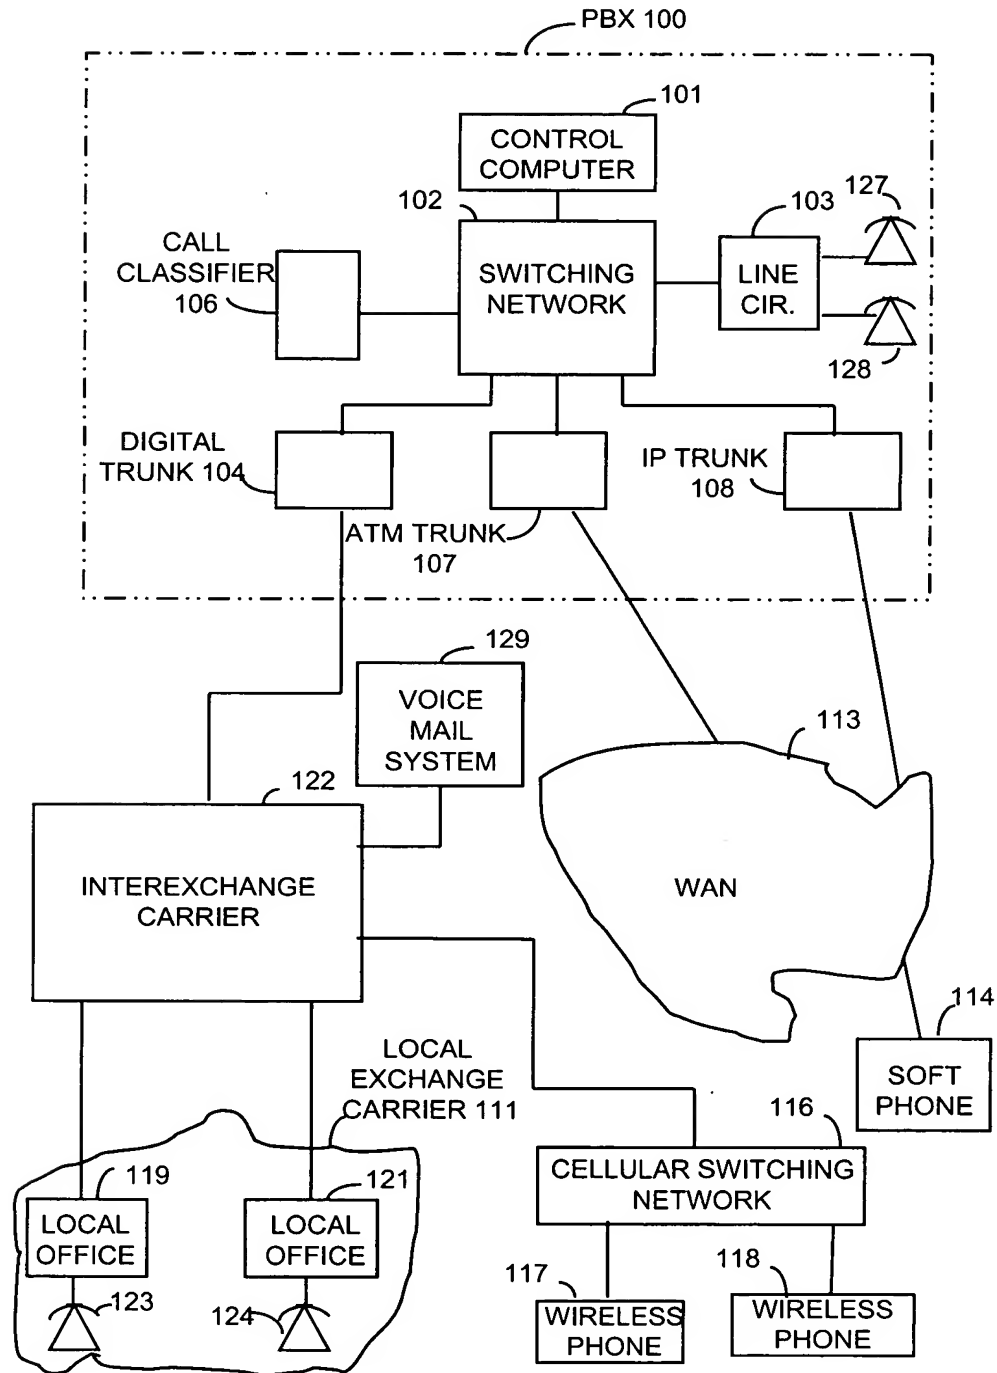 PBX 100
101
CONTROL
COMPUTER
102
127
103
CALL
CLASSIFIER
106
SWITCHING
NETWORK
LINE
CIR.
128
DIGITAL
TRUNK 104
IP TRUNK
108
ATM TRUNK
107
129
VOICE
MAIL
SYSTEM
113
122
INTEREXCHANGE
CARRIER
WAN
114
SOFT
PHONE
LOCAL
EXCHANGE
CARRIER 111
116
CELLULAR SWITCHING
NETWORK
119
121
LOCAL
OFFICE
LOCAL
OFFICE
117
118
123
124
WIRELESS
PHONE
WIRELESS
PHONE